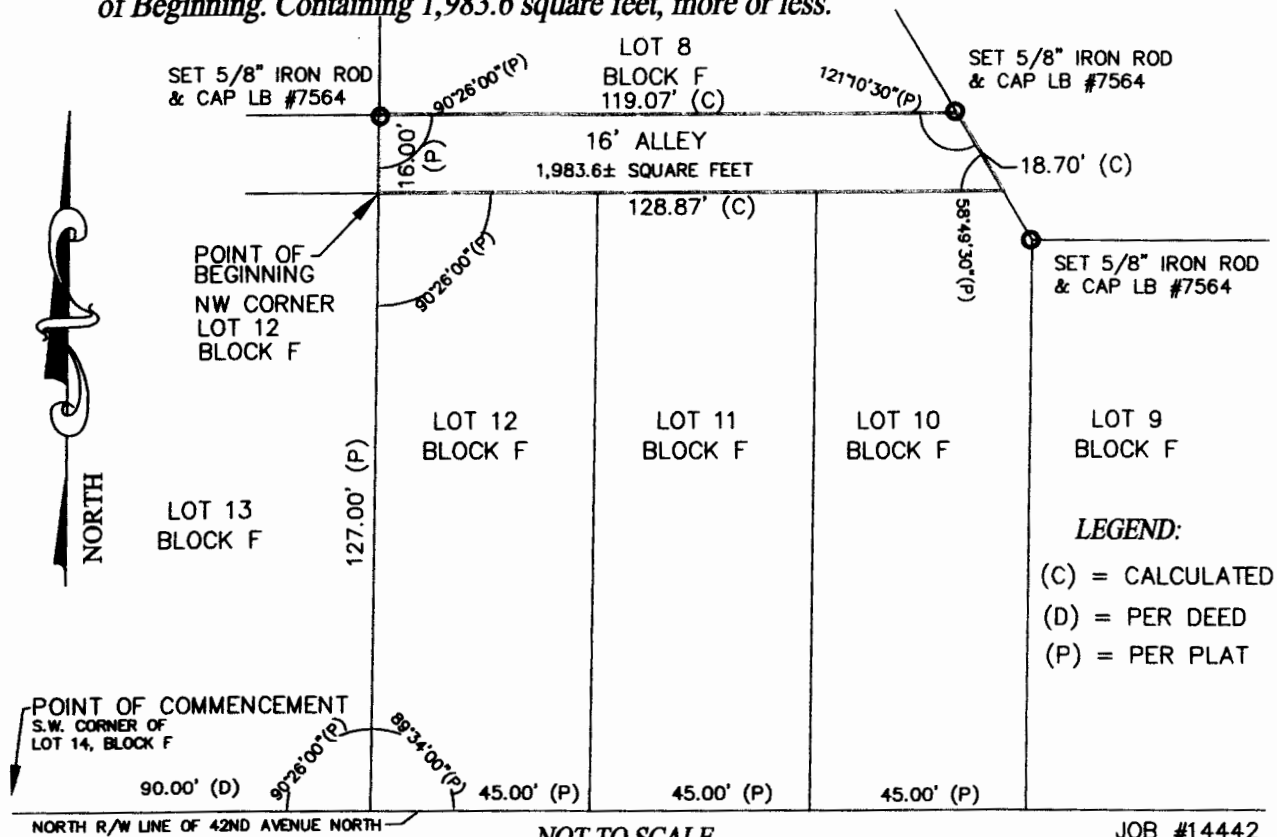 of Beginning. Containing 1,983.6 square feet, more or less.
LOT 8
BLOCK F
119.07' (C)
SET 5/8" IRON ROD
& CAP LB #7564
90°26'00"(P)
121°10'30"(P)
SET 5/8" IRON ROD
& CAP LB #7564
16.00'
(P)
16' ALLEY
1,983.6± SQUARE FEET
18.70' (C)
128.87' (C)
58°49'30"(P)
POINT OF
BEGINNING
NW CORNER
LOT 12
BLOCK F
90°26'00"(P)
SET 5/8" IRON ROD
& CAP LB #7564
NORTH
LOT 13
BLOCK F
127.00' (P)
LOT 12
BLOCK F
LOT 11
BLOCK F
LOT 10
BLOCK F
LOT 9
BLOCK F
LEGEND:
(C) = CALCULATED
(D) = PER DEED
(P) = PER PLAT
POINT OF COMMENCEMENT
S.W. CORNER OF
LOT 14, BLOCK F
90.00' (D)
90°26'00"(P)
89°34'00"(P)
45.00' (P)
45.00' (P)
45.00' (P)
NORTH R/W LINE OF 42ND AVENUE NORTH
NOT TO SCALE
JOB #14442